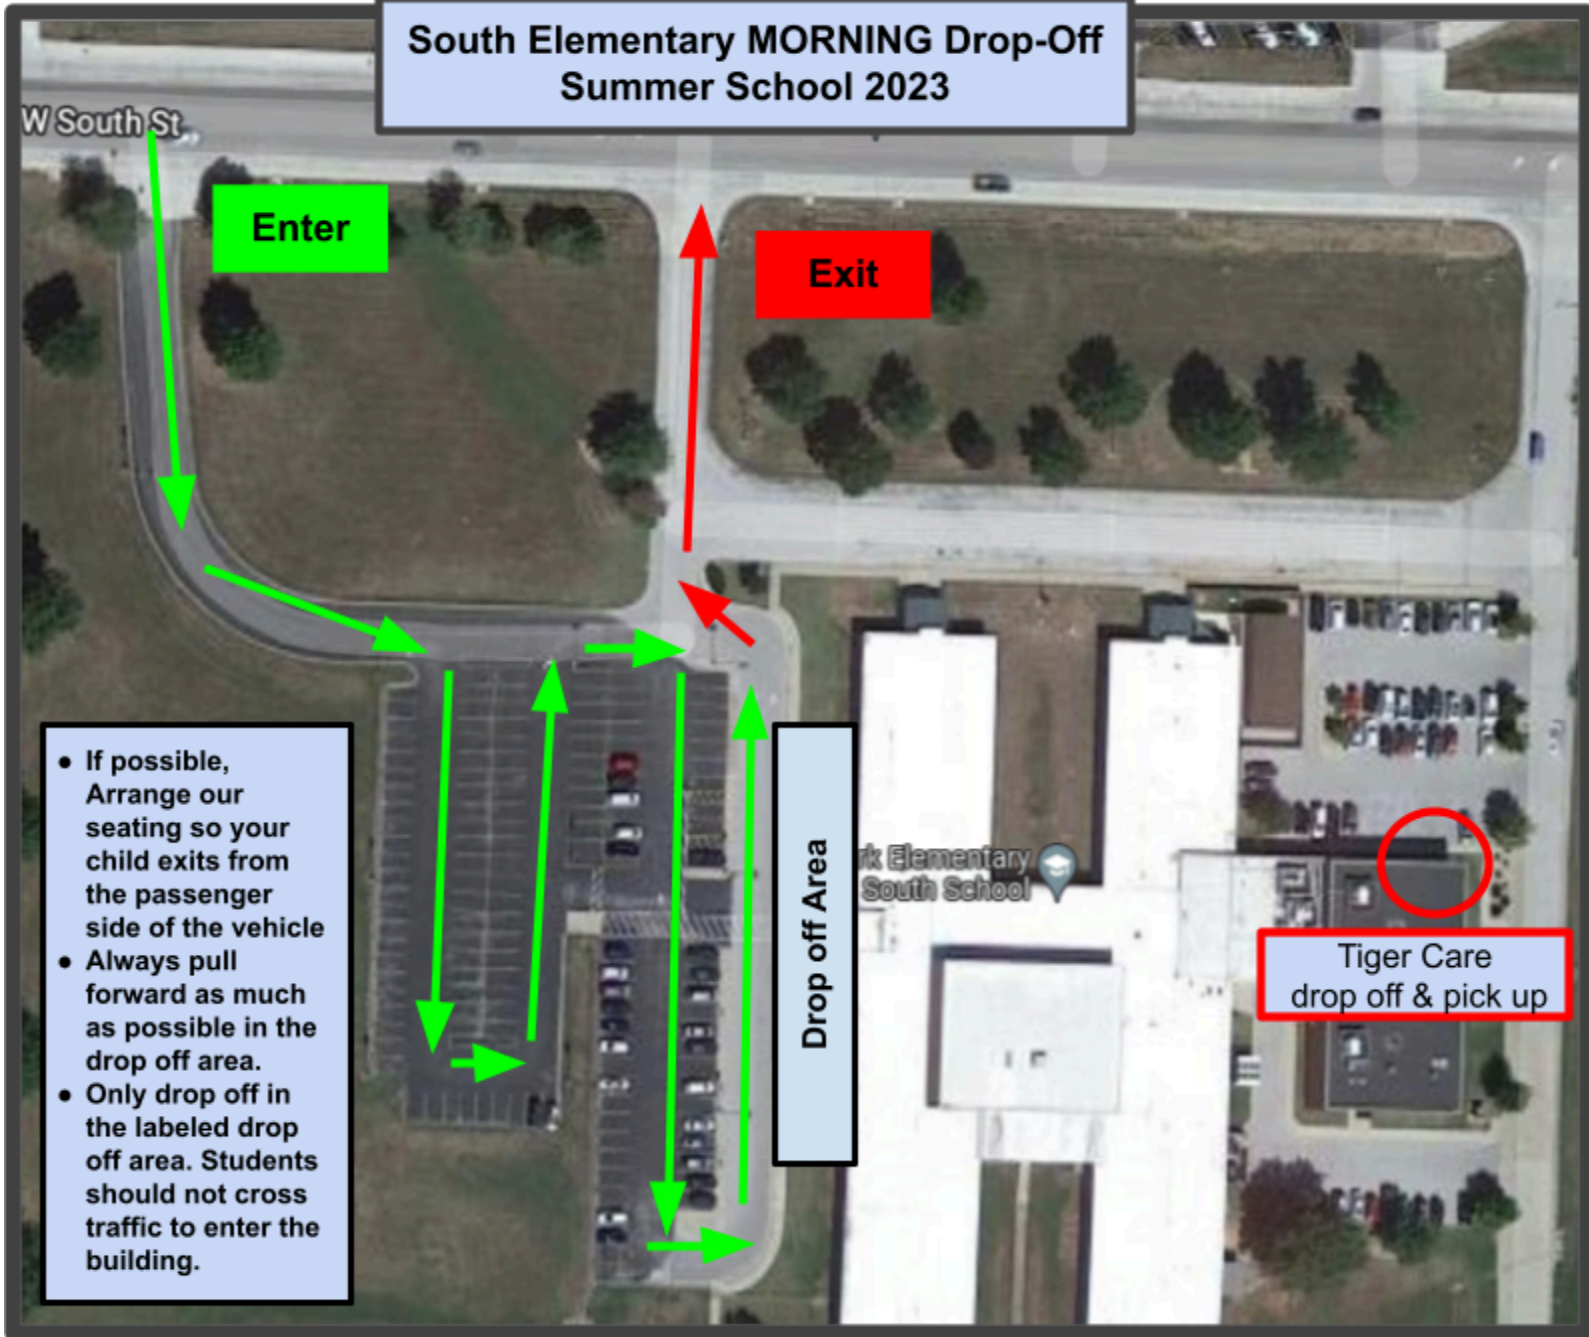 South Elementary MORNING Drop-Off
Summer School 2023
W South St
Enter
Exit
● If possible,
Arrange our
seating so your
child exits from
the passenger
side of the vehicle
● Always pull
forward as much
as possible in the
drop off area.
● Only drop off in
the labeled drop
off area. Students
should not cross
traffic to enter the
building.
Drop off Area
rk Elementary
South School
Tiger Care
drop off & pick up